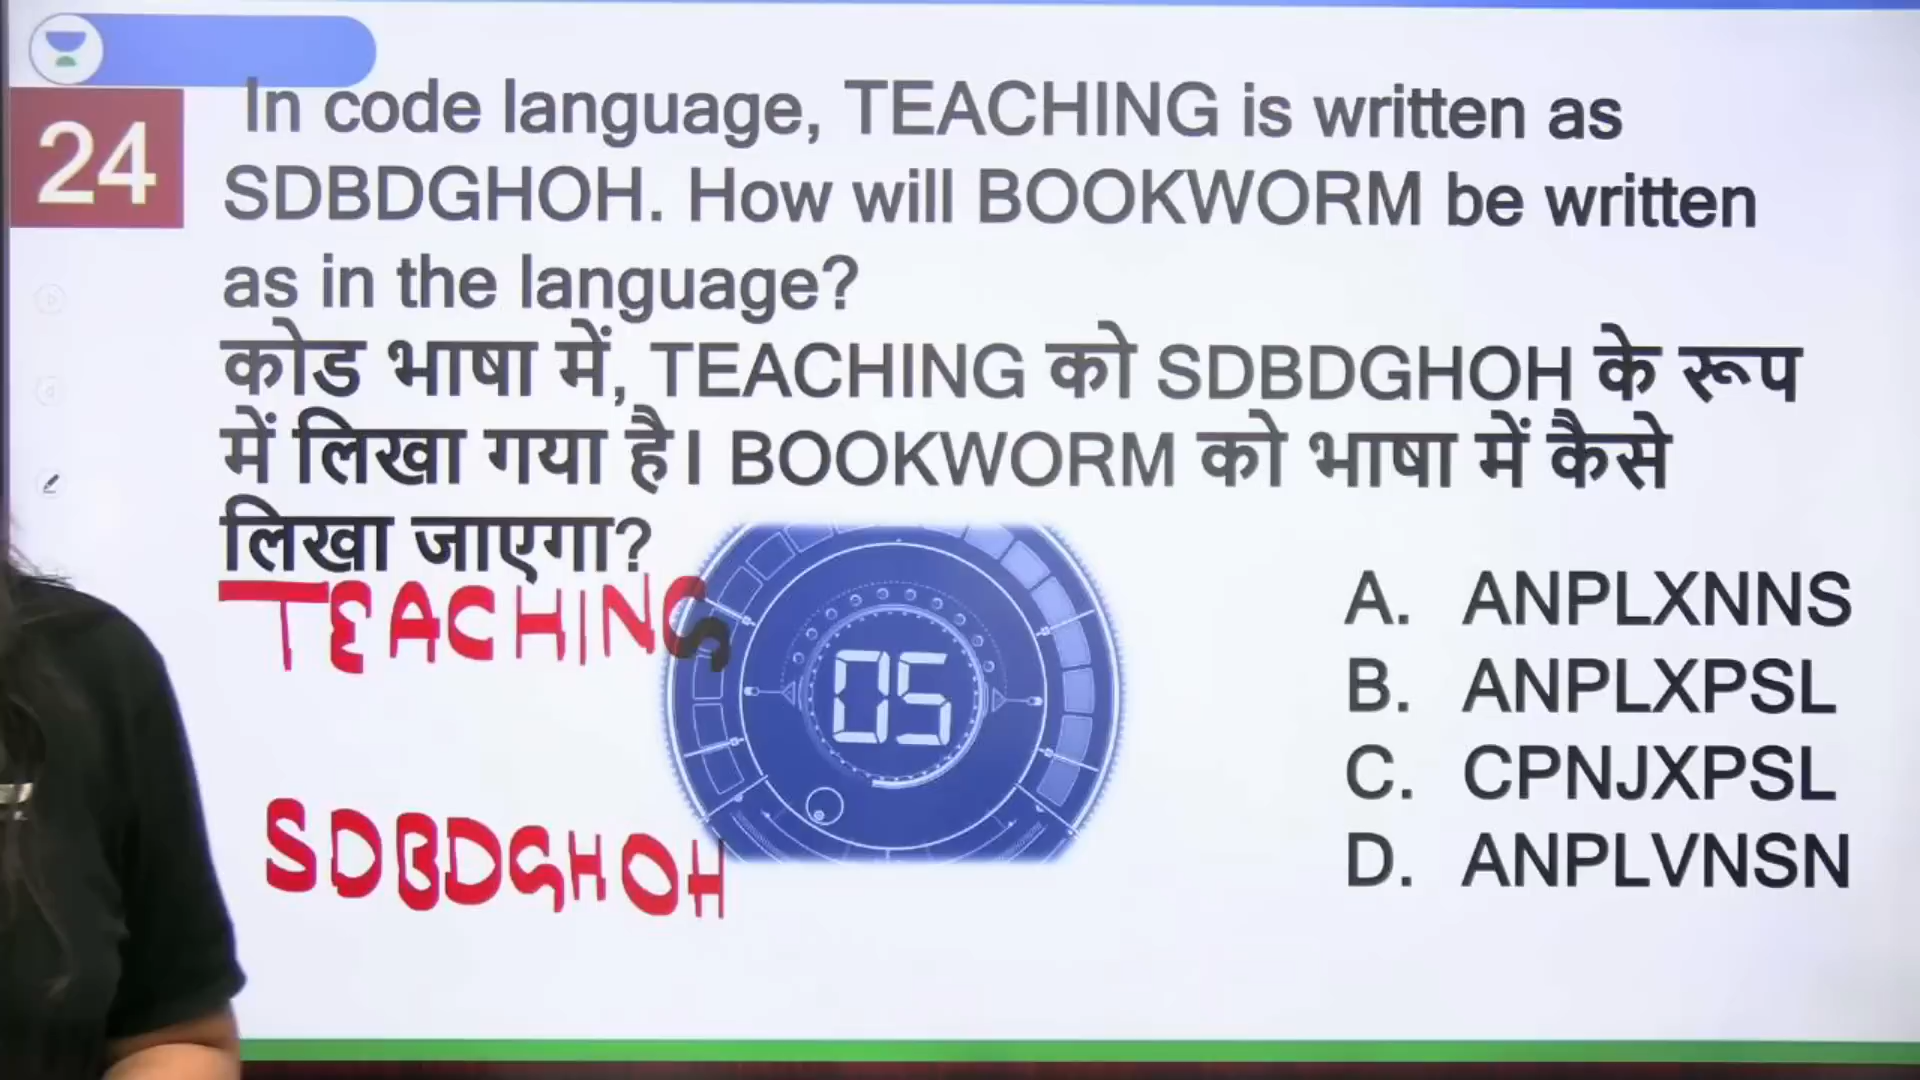 24
In code language, TEACHING is written as
SDBDGHOH. How will BOOKWORM be written
as in the language?
कोड भाषा में, TEACHING को SDBDGHOH के रूप
में लिखा गया है। BOOKWORM को भाषा में कैसे
लिखा जाएगा?
TEACHING
SDBDGHOH
05
A. ANPLXNNS
B. ANPLXPSL
C. CPNJXPSL
D. ANPLVNSN